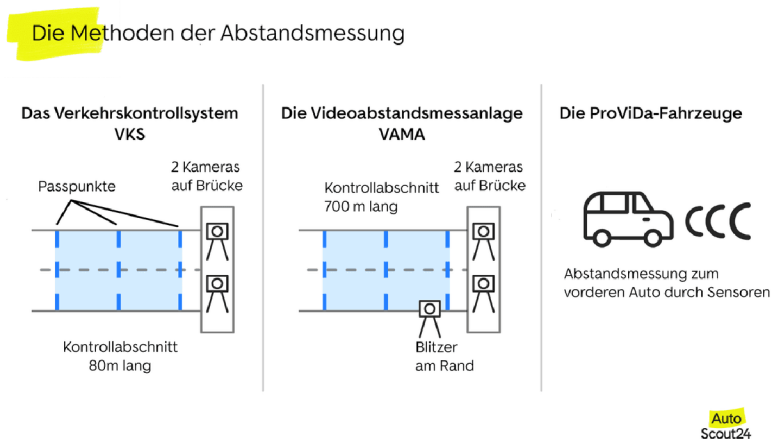 Die Methoden der Abstandsmessung
Das Verkehrskontrollsystem
VKS
2 Kameras
auf Brücke
Passpunkte
Kontrollabschnitt
80m lang
Die Videoabstandsmessanlage
VAMA
2 Kameras
auf Brücke
Kontrollabschnitt
700 m lang
Blitzer
am Rand
Die ProViDa-Fahrzeuge
Abstandsmessung zum
vorderen Auto durch Sensoren
Auto
Scout24